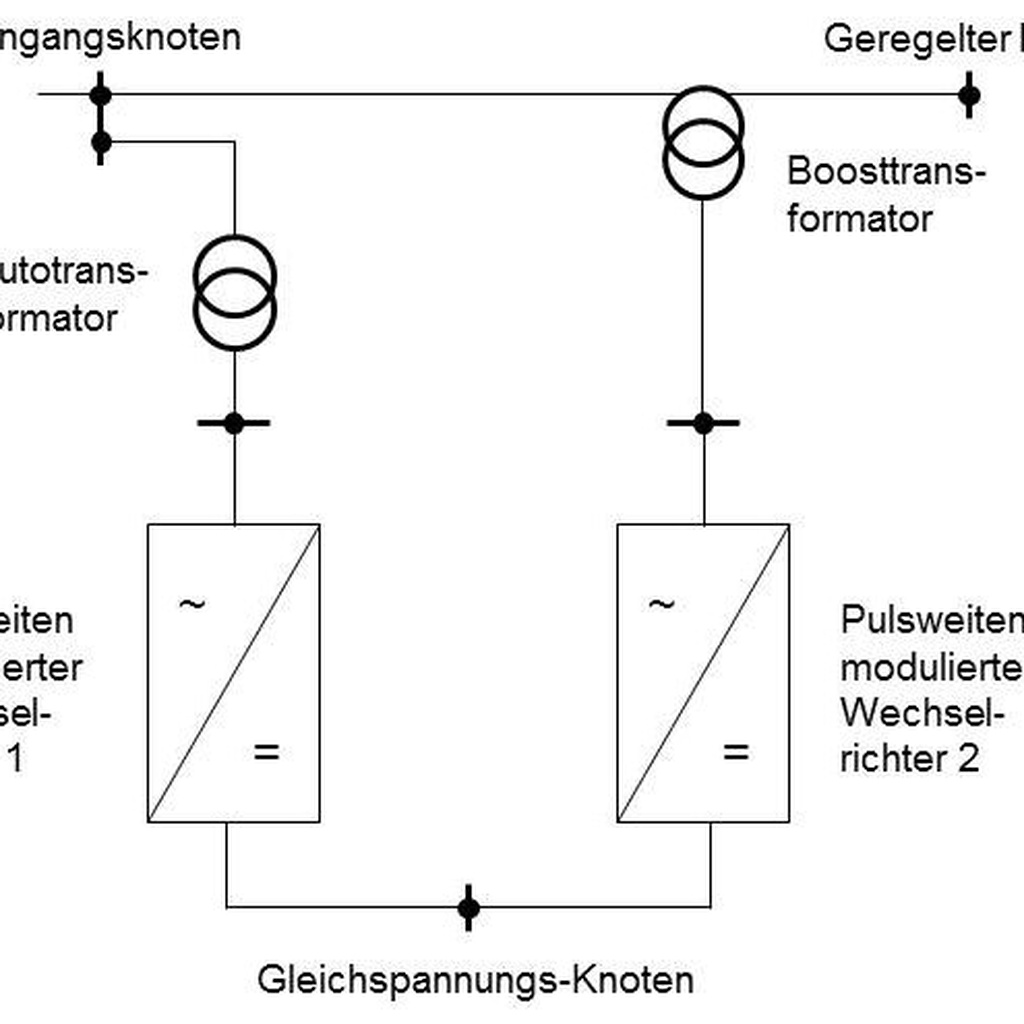 ngangsknoten
Geregelter
Boosttrans-
formator
utotrans-
ormator
~
~
=
=
eiten
erter
sel-
1
Pulsweiten
modulierte
Wechsel-
richter 2
Gleichspannungs-Knoten